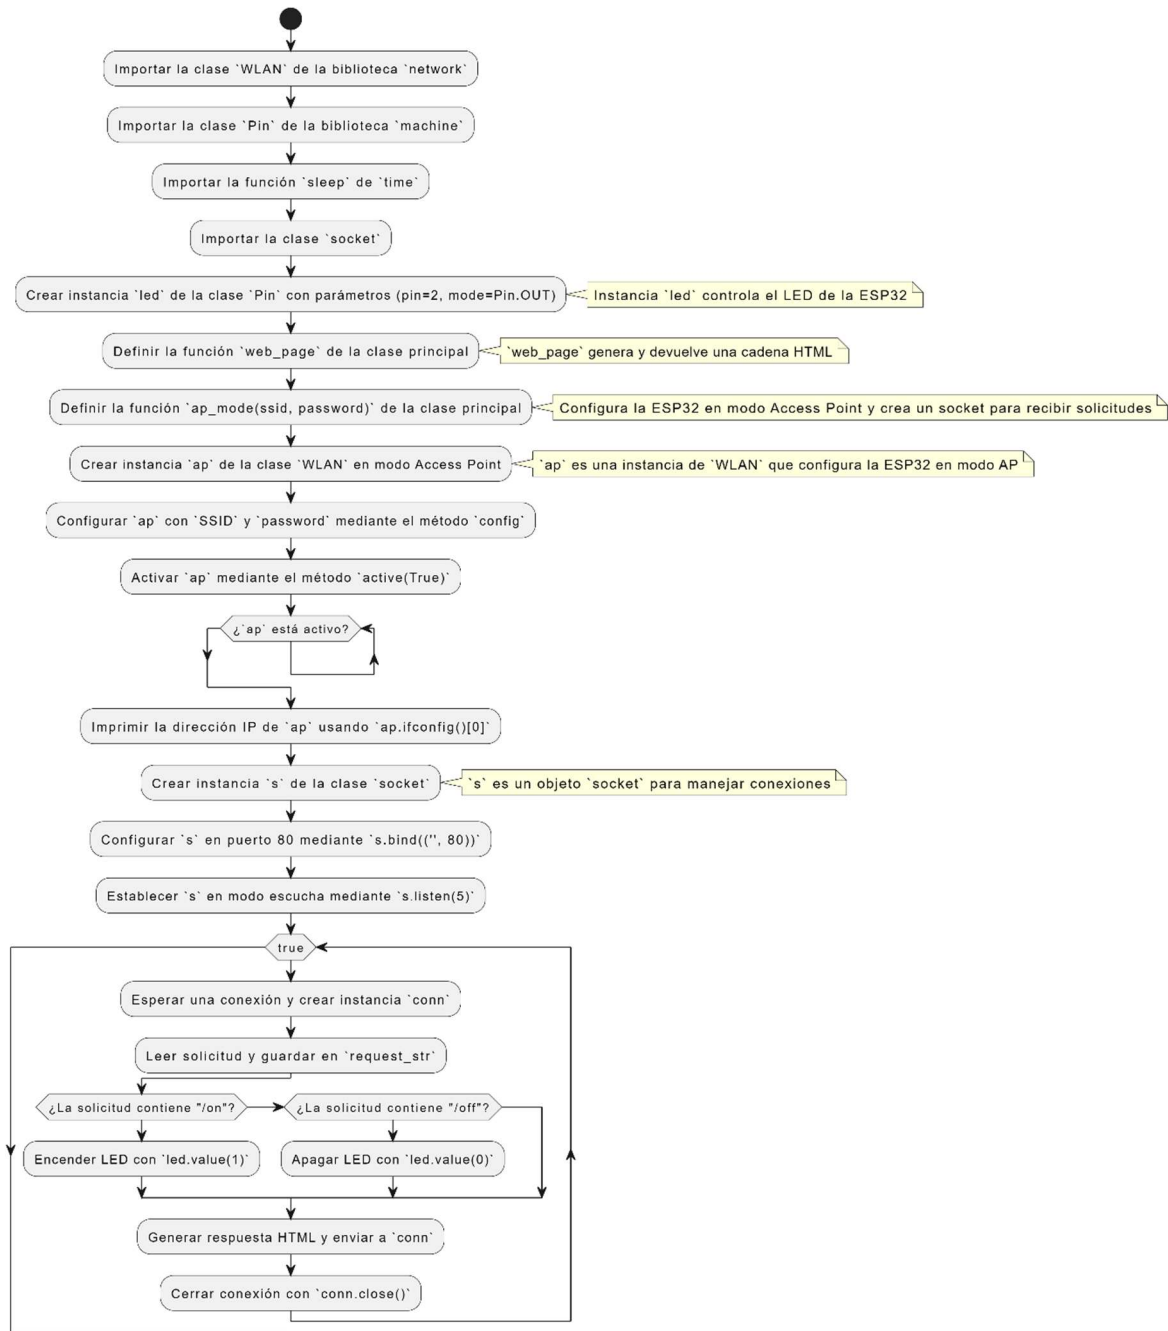 Importar la clase `WLAN` de la biblioteca `network`
Importar la clase `Pin` de la biblioteca `machine`
Importar la función `sleep` de `time`
Importar la clase `socket`
Crear instancia `led` de la clase `Pin` con parámetros (pin=2, mode=Pin.OUT)
Instancia `led` controla el LED de la ESP32
Definir la función `web_page` de la clase principal
`web_page` genera y devuelve una cadena HTML
Definir la función `ap_mode(ssid, password)` de la clase principal
Configura la ESP32 en modo Access Point y crea un socket para recibir solicitudes
Crear instancia `ap` de la clase `WLAN` en modo Access Point
`ap` es una instancia de `WLAN` que configura la ESP32 en modo AP
Configurar `ap` con `SSID` y `password` mediante el método `config`
Activar `ap` mediante el método `active(True)`
¿`ap` está activo?
Imprimir la dirección IP de `ap` usando `ap.ifconfig()[0]`
Crear instancia `s` de la clase `socket`
`s` es un objeto `socket` para manejar conexiones
Configurar `s` en puerto 80 mediante `s.bind(('', 80))`
Establecer `s` en modo escucha mediante `s.listen(5)`
true
Esperar una conexión y crear instancia `conn`
Leer solicitud y guardar en `request_str`
¿La solicitud contiene "/on"?
¿La solicitud contiene "/off"?
Encender LED con `led.value(1)`
Apagar LED con `led.value(0)`
Generar respuesta HTML y enviar a `conn`
Cerrar conexión con `conn.close()`